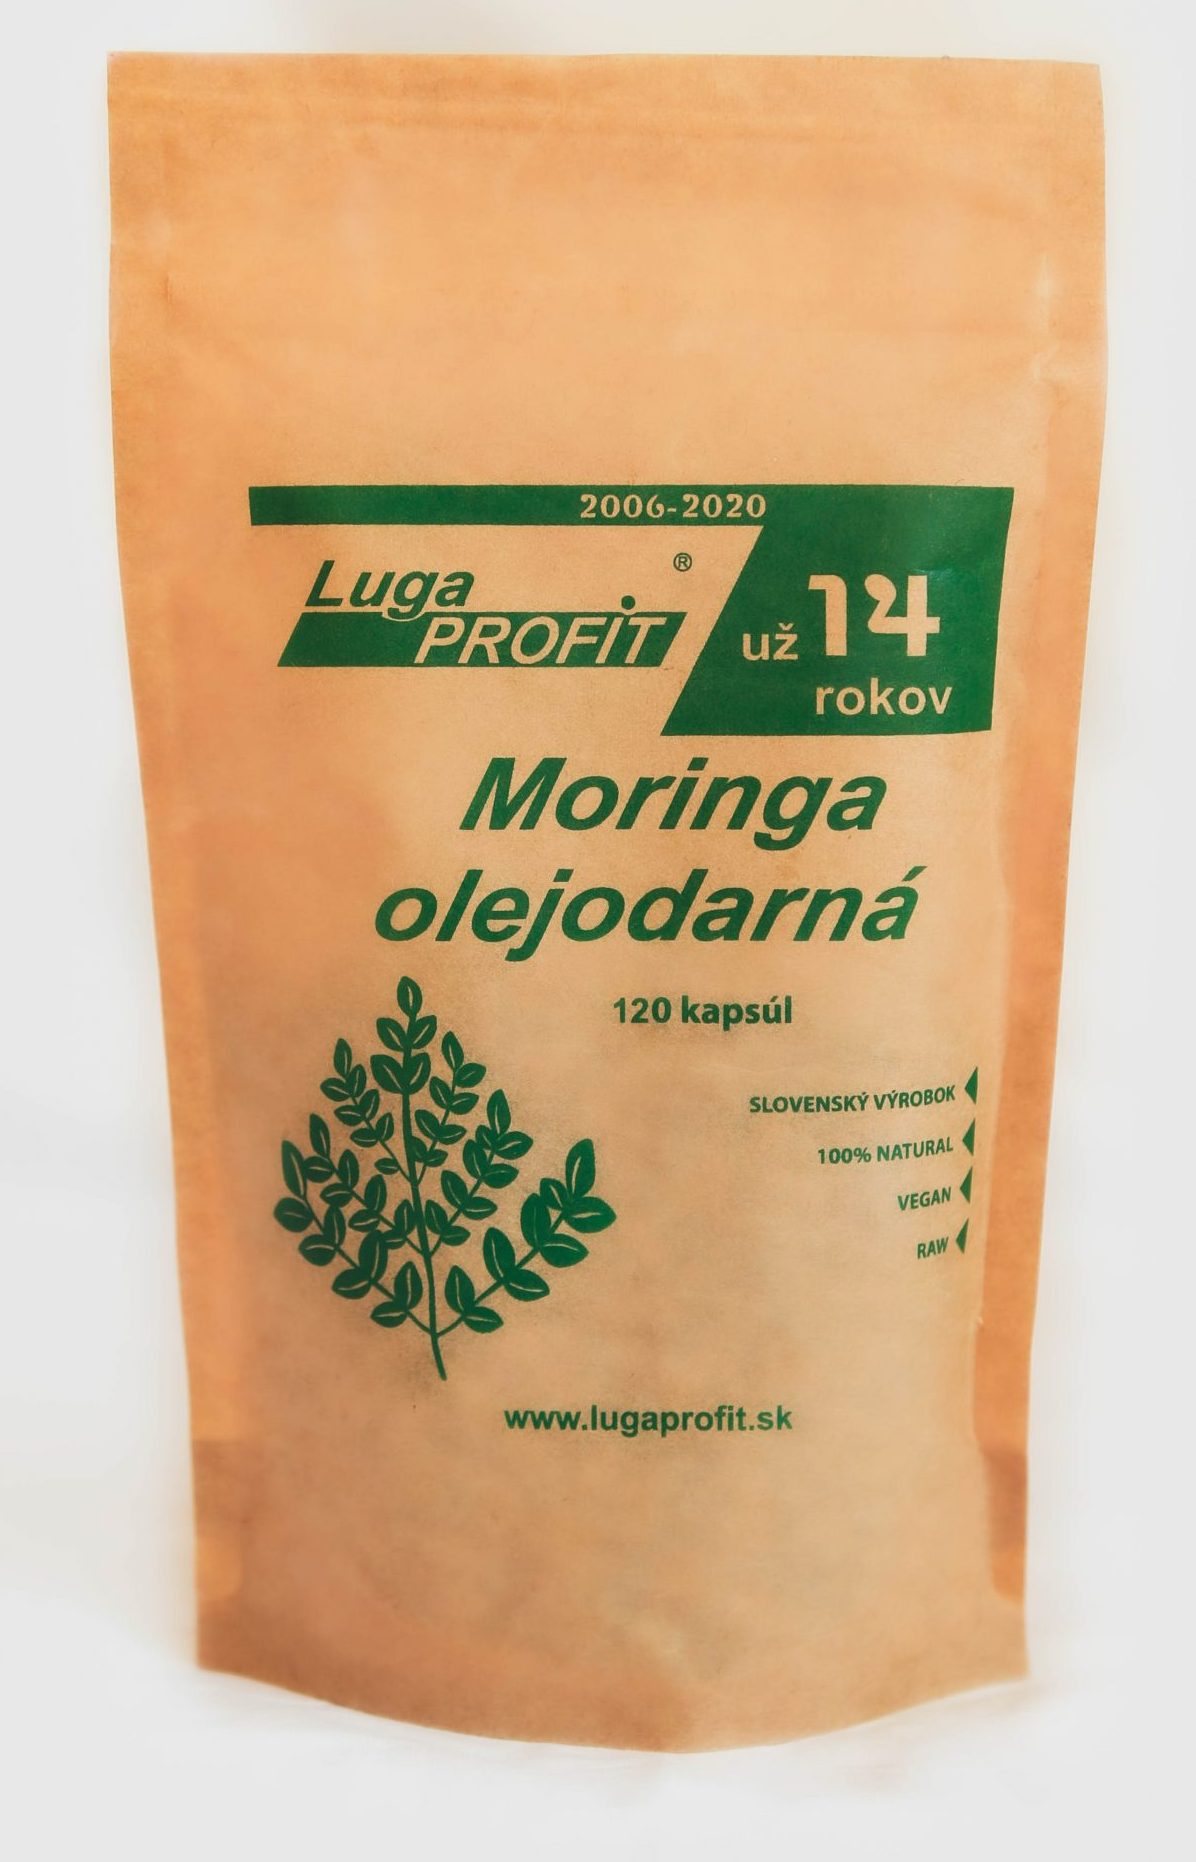 2006-2020
Luga
PROFIT
®
už 14
rokov
Moringa
olejodarná
120 kapsúl
SLOVENSKÝ VÝROBOK
100% NATURAL
VEGAN
RAW
www.lugaprofit.sk